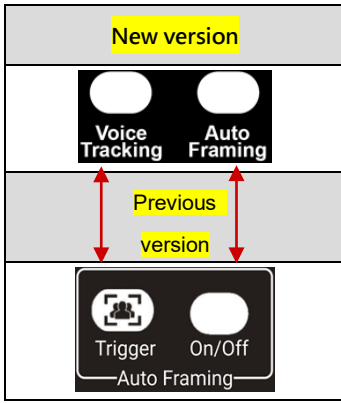 New version
Voice Auto
Tracking Framing
Previous
version
Trigger On/Off
Auto Framing